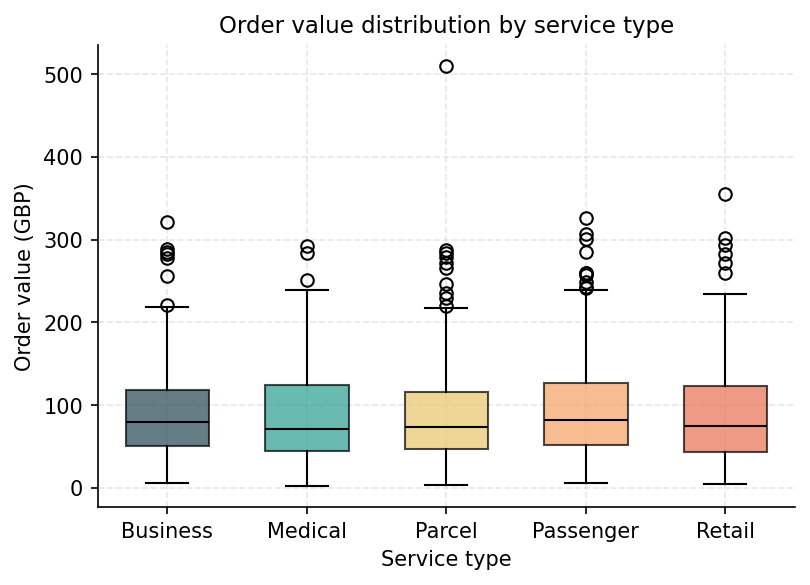 Order value distribution by service type
Order value (GBP)
500
400
300
200
100
0
Business Medical Parcel Passenger Retail
Service type